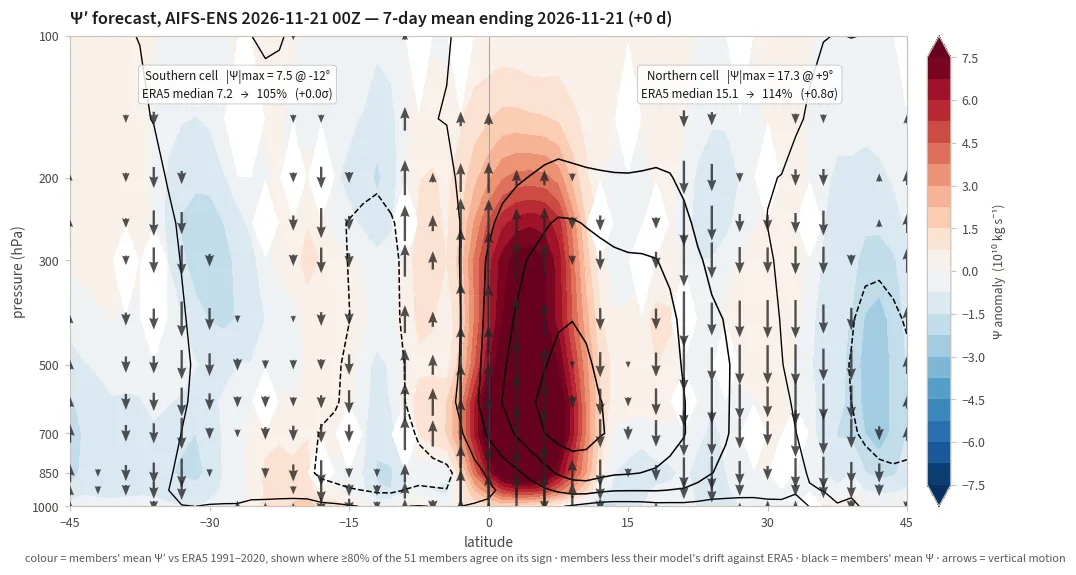 Ψ′ forecast, AIFS-ENS 2026-11-21 00Z — 7-day mean ending 2026-11-21 (+0 d)
Southern cell |Ψ|max = 7.5 @ -12°
ERA5 median 7.2 → 105% (+0.0σ)
Northern cell |Ψ|max = 17.3 @ +9°
ERA5 median 15.1 → 114% (+0.8σ)
pressure (hPa)
100
200
300
400
500
700
850
1000
−45
−30
−15
0
15
30
45
latitude
7.5
6.0
4.5
3.0
1.5
0.0
−1.5
−3.0
−4.5
−6.0
−7.5
Ψ anomaly (10¹⁰ kg s⁻¹)
colour = members' mean Ψ′ vs ERA5 1991–2020, shown where ≥80% of the 51 members agree on its sign · members less their model's drift against ERA5 · black = members' mean Ψ · arrows = vertical motion